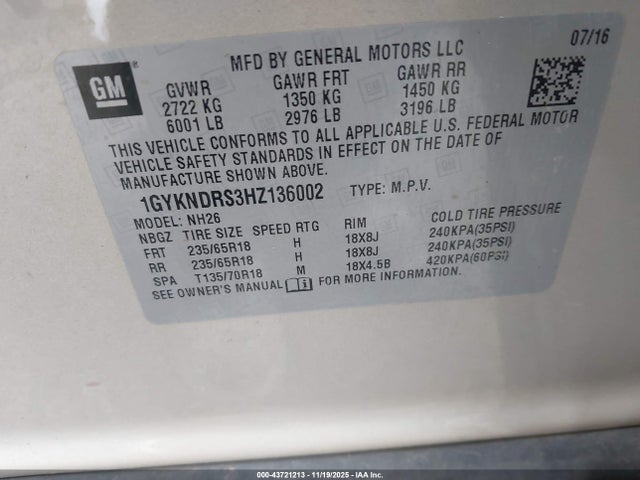 GM
MFD BY GENERAL MOTORS LLC
07/16
GVWR GAWR FRT GAWR RR
2722 KG 1350 KG 1450 KG
6001 LB 2976 LB 3196 LB
THIS VEHICLE CONFORMS TO ALL APPLICABLE U.S. FEDERAL MOTOR
VEHICLE SAFETY STANDARDS IN EFFECT ON THE DATE OF
MANUFACTURE SHOWN ABOVE.
1GYKNDRS3HZ136002 TYPE: M.P.V.
MODEL: NH26
NBGZ TIRE SIZE SPEED RTG RIM COLD TIRE PRESSURE
FRT 235/65R18 H 18X8J 240KPA(35PSI)
RR 235/65R18 H 18X8J 240KPA(35PSI)
SPA T135/70R18 M 18X4.5B 420KPA(60PSI)
SEE OWNER'S MANUAL i FOR MORE INFORMATION.
000-43721213 - 11/19/2025 - IAA Inc.